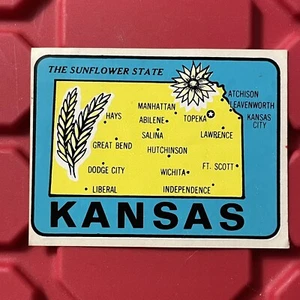 THE SUNFLOWER STATE
ATCHISON
LEAVENWORTH
MANHATTAN
KANSAS
CITY
HAYS
ABILENE
TOPEKA
SALINA
LAWRENCE
GREAT BEND
HUTCHINSON
DODGE CITY
WICHITA
FT. SCOTT
LIBERAL
INDEPENDENCE
KANSAS